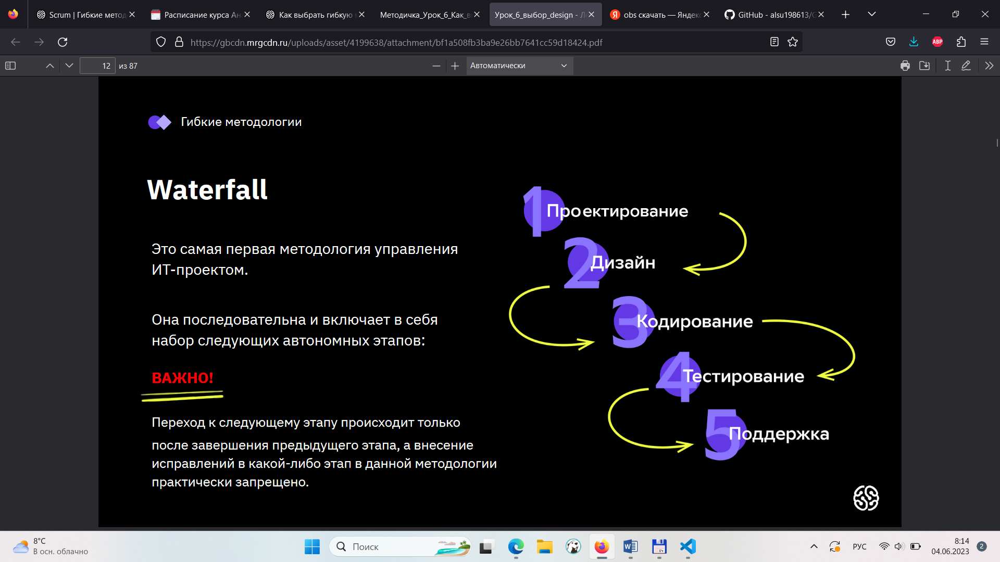 Scrum | Гибкие метод
Расписание курса Ан
Как выбрать гибкую
Методичка_Урок_6_Как_в
Урок_6_выбор_design - Л
obs скачать — Яндекс
GitHub - alsu198613/G
https://gbcdn.mrgcdn.ru/uploads/asset/4199638/attachment/bf1a508fb3ba9e26bb7641cc59d18424.pdf
ABP
12 из 87
Автоматически
Гибкие методологии
Waterfall
Это самая первая методология управления
ИТ-проектом.
Она последовательна и включает в себя
набор следующих автономных этапов:
ВАЖНО!
Переход к следующему этапу происходит только
после завершения предыдущего этапа, а внесение
исправлений в какой-либо этап в данной методологии
практически запрещено.
1 Проектирование
2 Дизайн
3 Кодирование
4 Тестирование
5 Поддержка
8°C
В осн. облачно
Поиск
64
РУС
8:14
04.06.2023
2